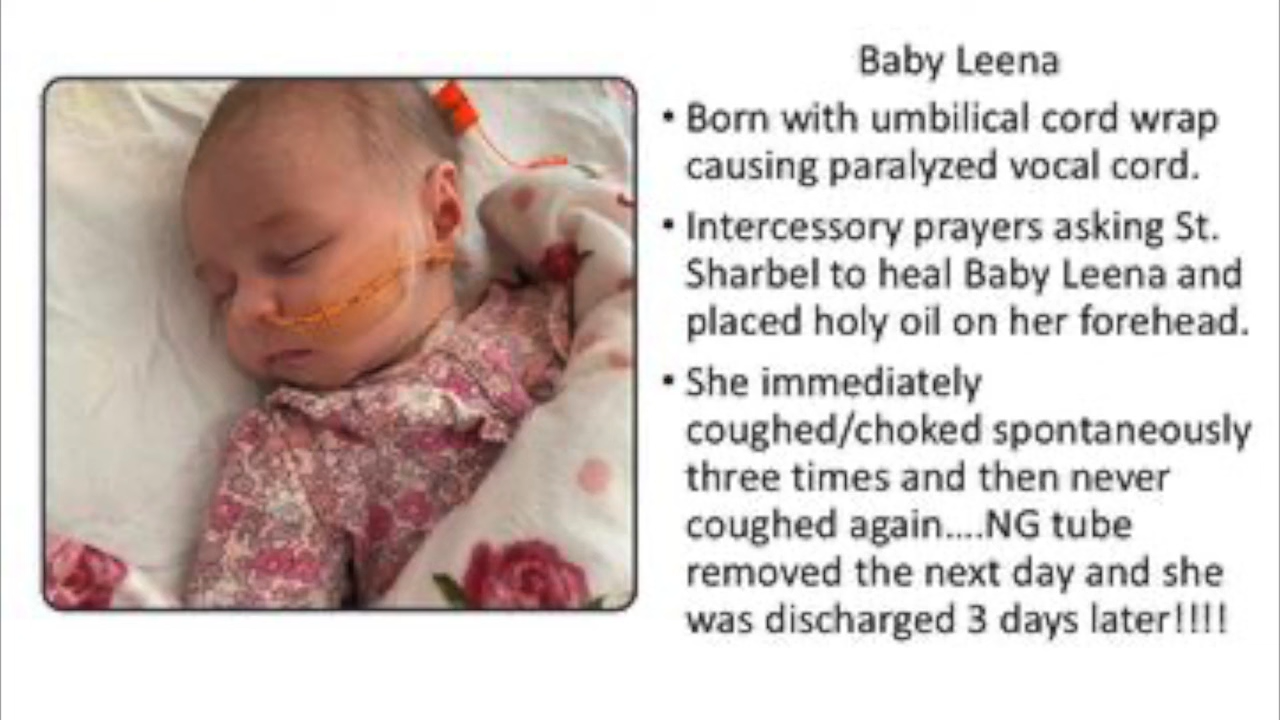 Baby Leena
• Born with umbilical cord wrap
causing paralyzed vocal cord.
• Intercessory prayers asking St.
Sharbel to heal Baby Leena and
placed holy oil on her forehead.
• She immediately
coughed/choked spontaneously
three times and then never
coughed again....NG tube
removed the next day and she
was discharged 3 days later!!!!